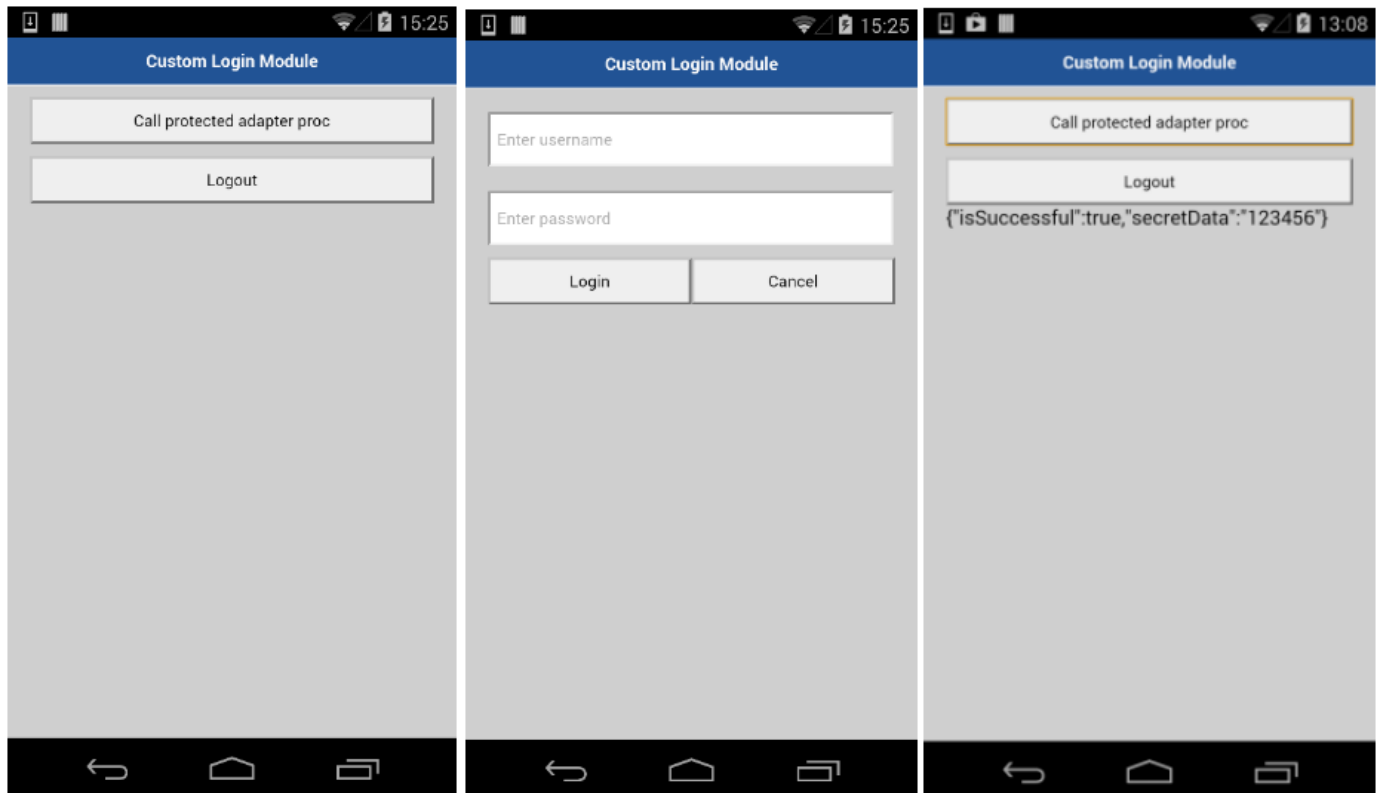 15:25
Custom Login Module
Call protected adapter proc
Logout
15:25
Custom Login Module
Enter username
Enter password
Login Cancel
13:08
Custom Login Module
Call protected adapter proc
Logout
{"isSuccessful":true,"secretData":"123456"}